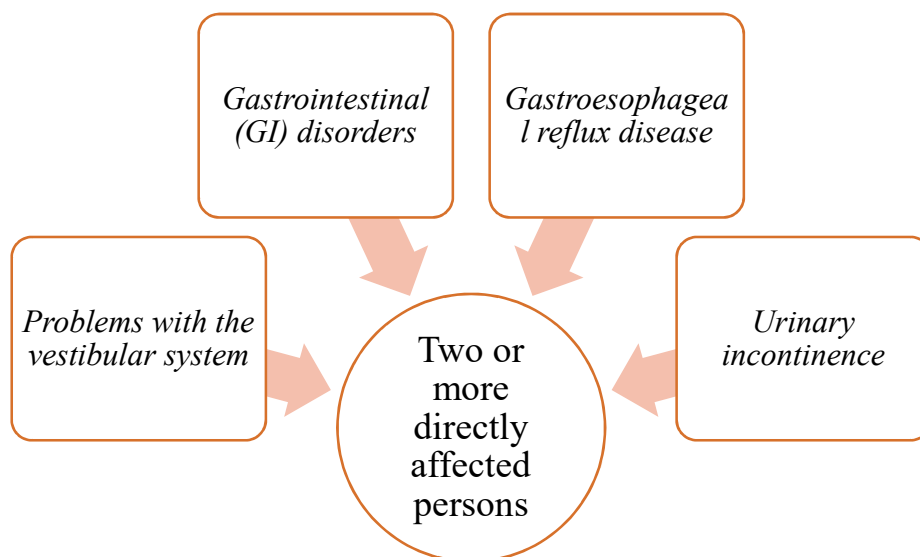 Gastrointestinal
(GI) disorders
Gastroesophagea
l reflux disease
Problems with the
vestibular system
Urinary
incontinence
Two or
more
directly
affected
persons